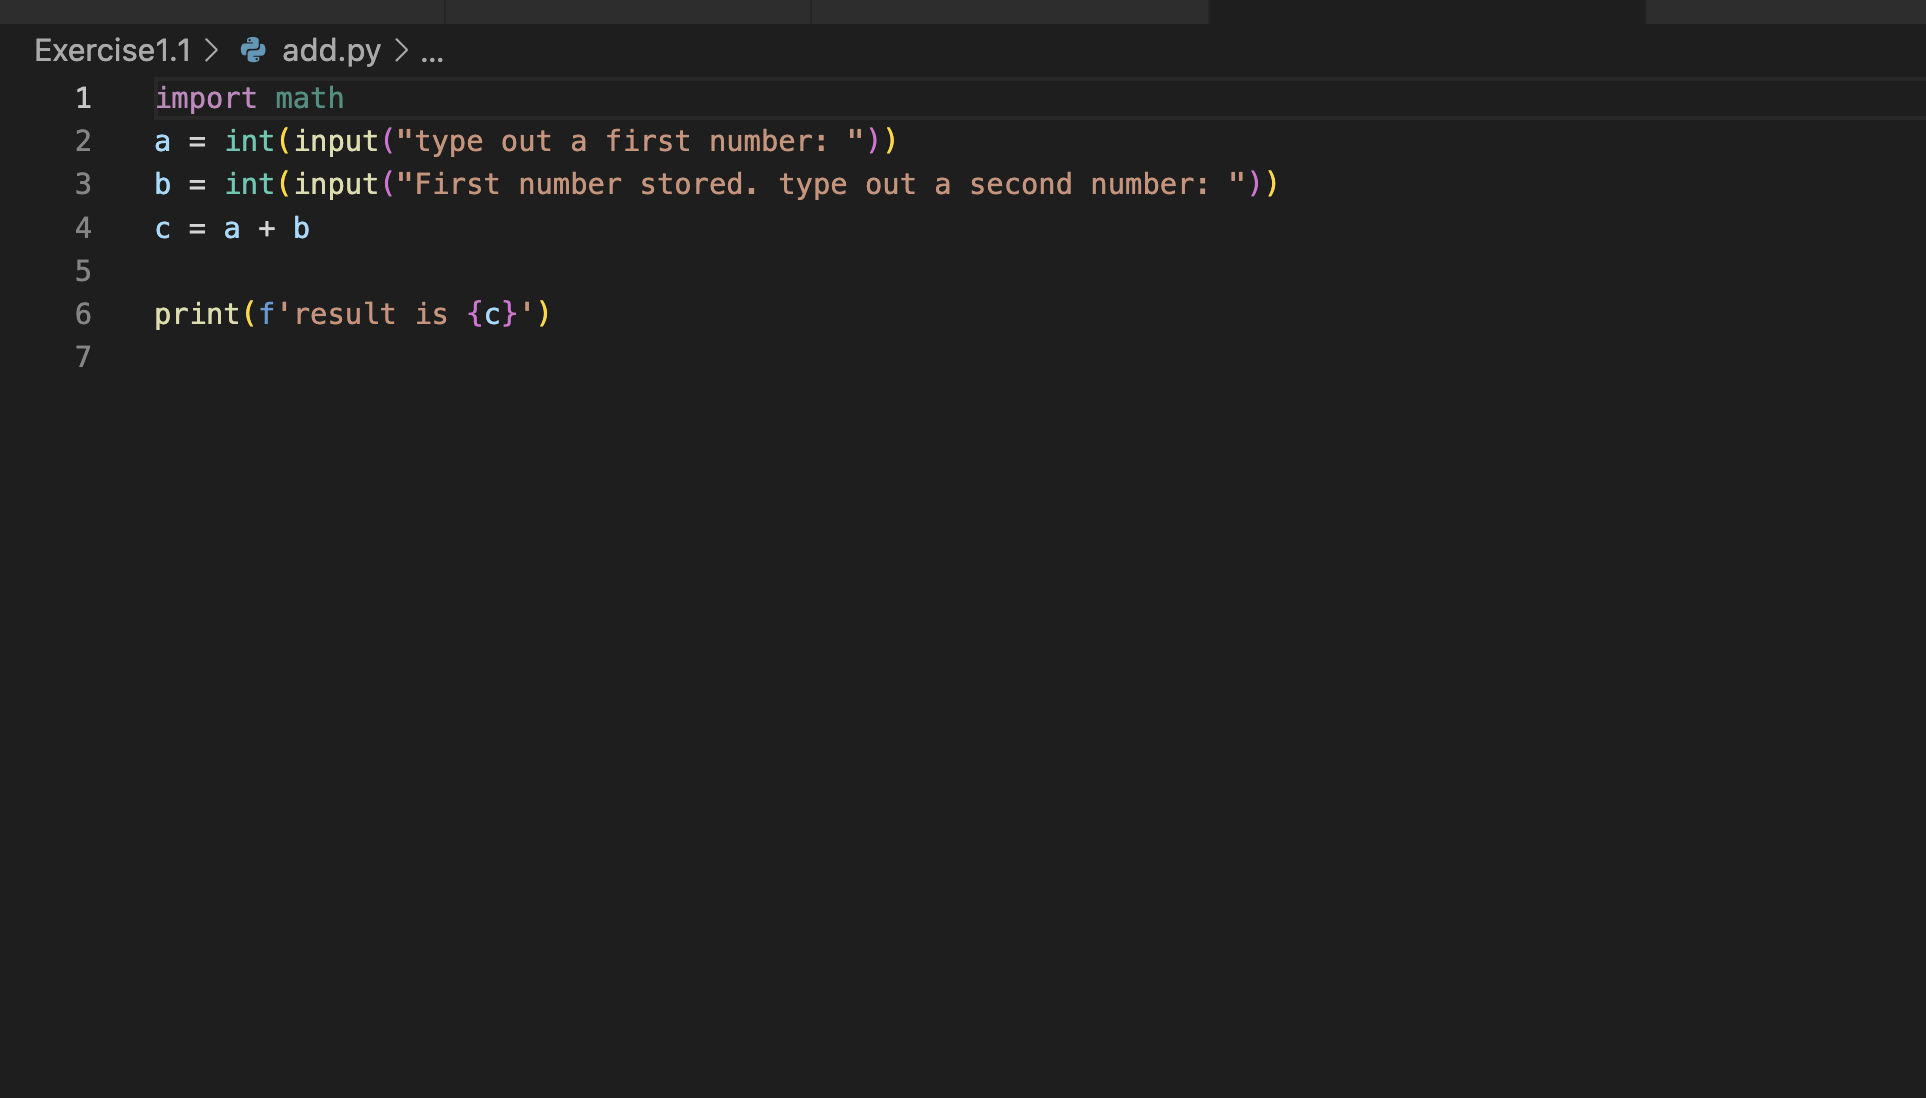 Exercise1.1 > add.py > ...
1 import math
2 a = int(input("type out a first number: "))
3 b = int(input("First number stored. type out a second number: "))
4 c = a + b
5
6 print(f'result is {c}')
7